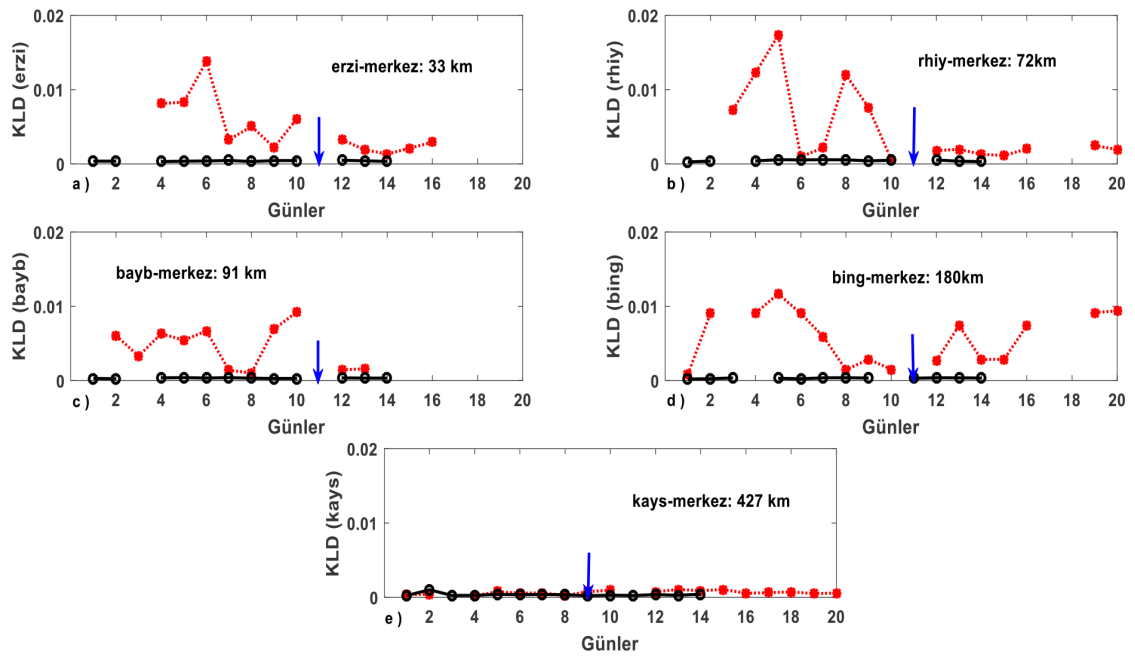 0.02
0.01
0
KLD (erzi)
erzi-merkez: 33 km
a )
2 4 6 8 10 12 14 16 18 20
Günler
0.02
0.01
0
KLD (rhiy)
rhiy-merkez: 72km
b )
2 4 6 8 10 12 14 16 18 20
Günler
0.02
0.01
0
KLD (bayb)
bayb-merkez: 91 km
c )
2 4 6 8 10 12 14 16 18 20
Günler
0.02
0.01
0
KLD (bing)
bing-merkez: 180km
d )
2 4 6 8 10 12 14 16 18 20
Günler
0.02
0.01
0
KLD (kays)
kays-merkez: 427 km
e )
2 4 6 8 10 12 14 16 18 20
Günler